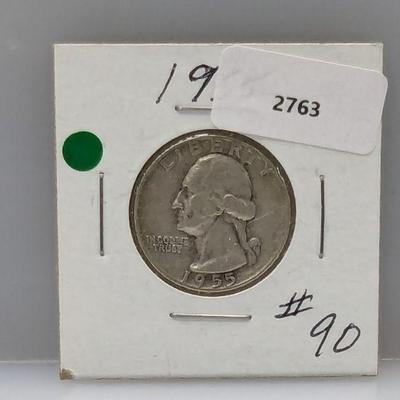 19
2763
LIBERTY
IN GOD WE
TRUST
1955
#
90